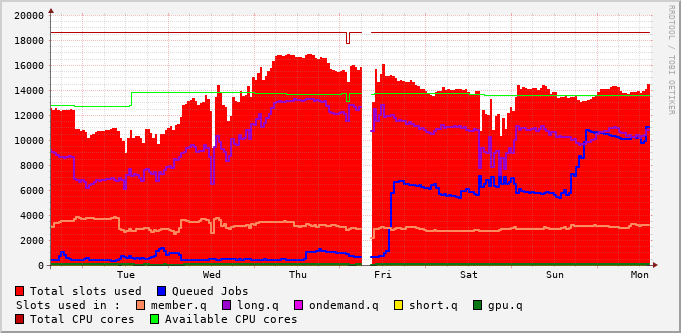 20000
18000
16000
14000
12000
10000
8000
6000
4000
2000
0
Tue Wed Thu Fri Sat Sun Mon
Total slots used Queued Jobs
Slots used in : member.q long.q ondemand.q short.q gpu.q
Total CPU cores Available CPU cores
RRDTOOL / TOBI OETIKER